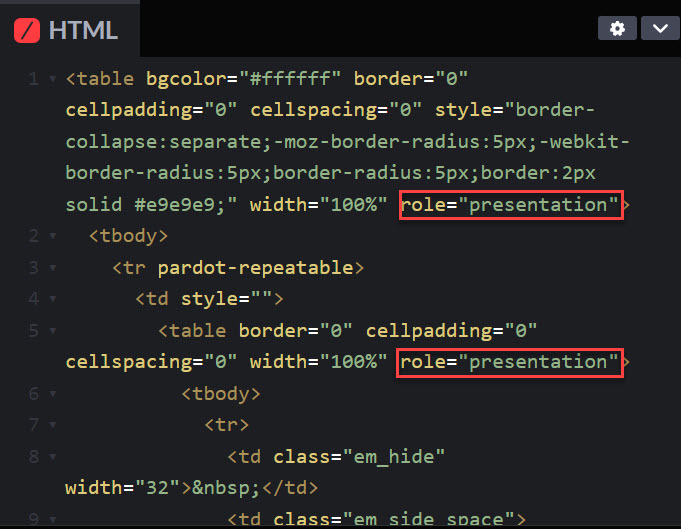 HTML
1 <table bgcolor="#ffffff" border="0"
cellpadding="0" cellspacing="0" style="border-
collapse:separate;-moz-border-radius:5px;-webkit-
border-radius:5px;border-radius:5px;border:2px
solid #e9e9e9;" width="100%" role="presentation">
2 <tbody>
3 <tr pardot-repeatable>
4 <td style="">
5 <table border="0" cellpadding="0"
cellspacing="0" width="100%" role="presentation">
6 <tbody>
7 <tr>
8 <td class="em_hide"
width="32">&nbsp;</td>
9 <td class="em_side_space">